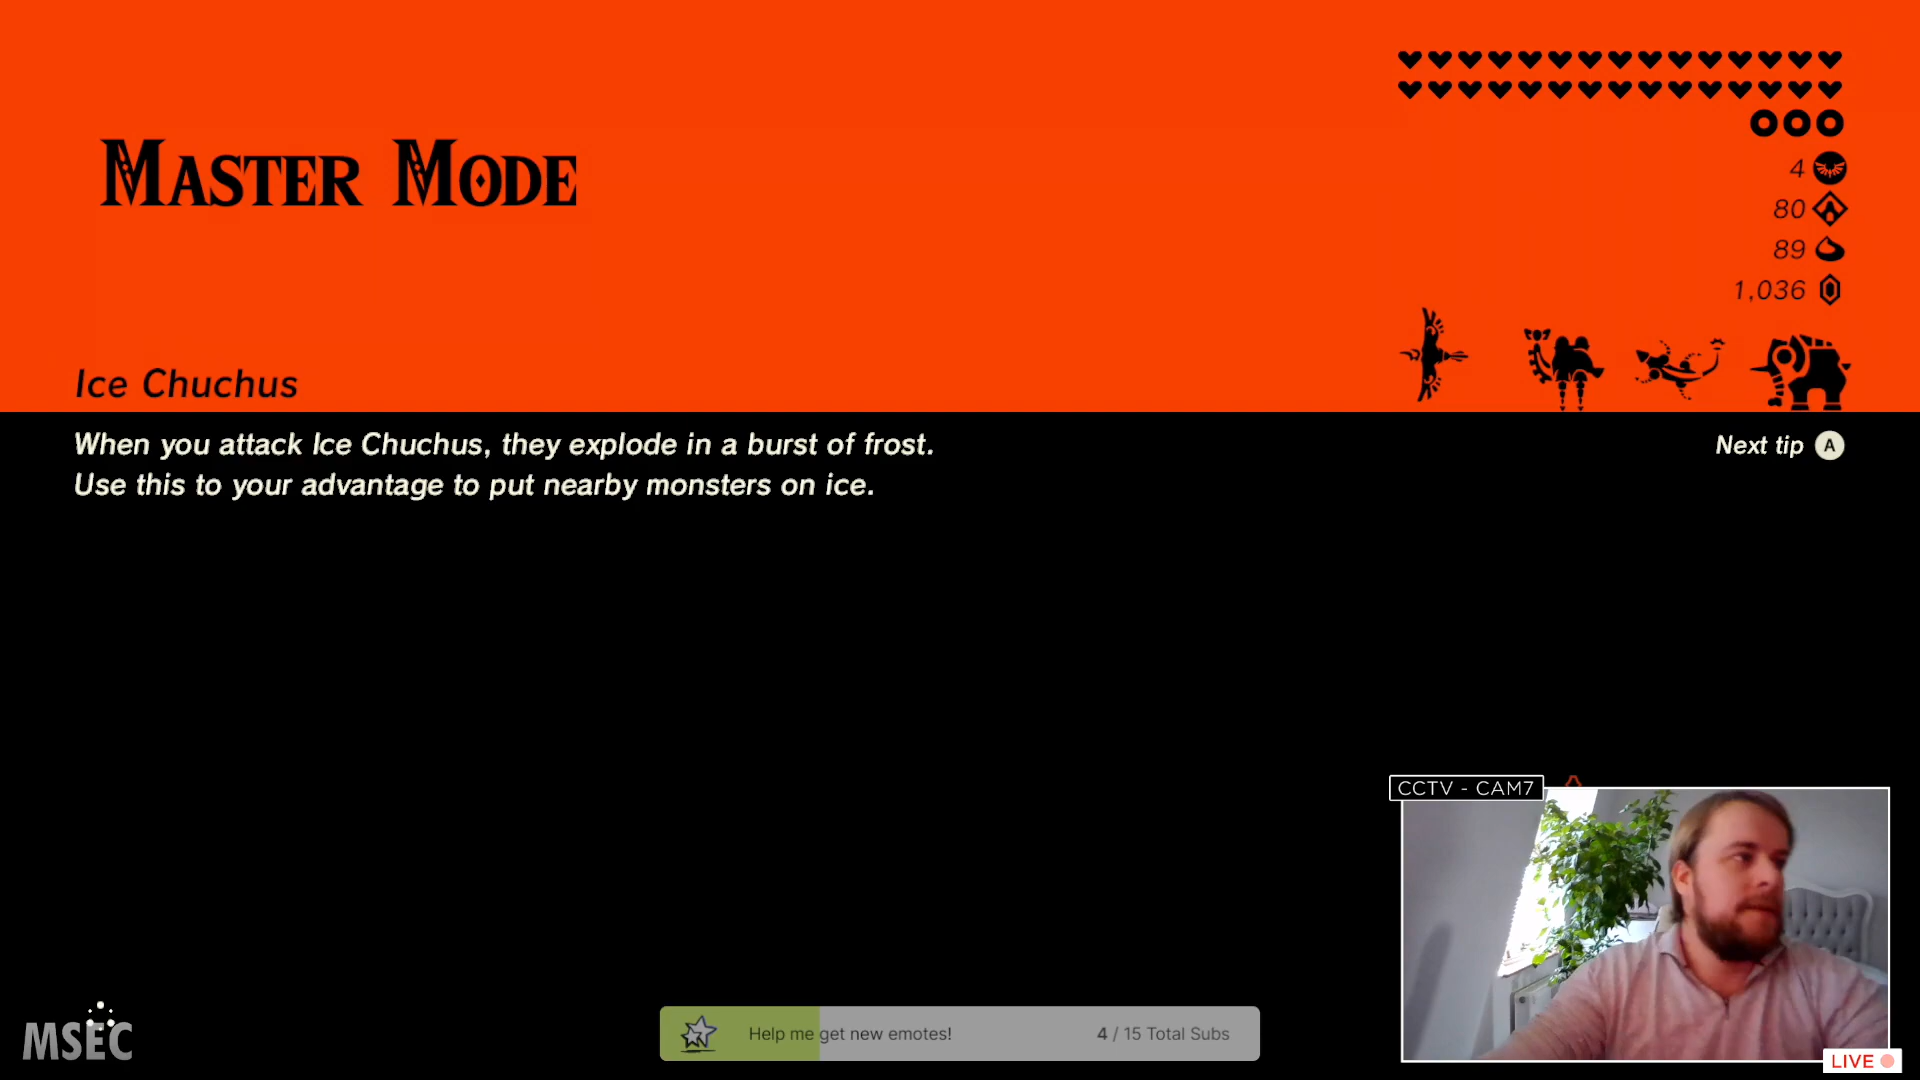 MASTER MODE
4
80
89
1,036
Ice Chuchus
When you attack Ice Chuchus, they explode in a burst of frost.
Use this to your advantage to put nearby monsters on ice.
Next tip A
CCTV - CAM7
MSEC
Help me get new emotes! 4 / 15 Total Subs
LIVE